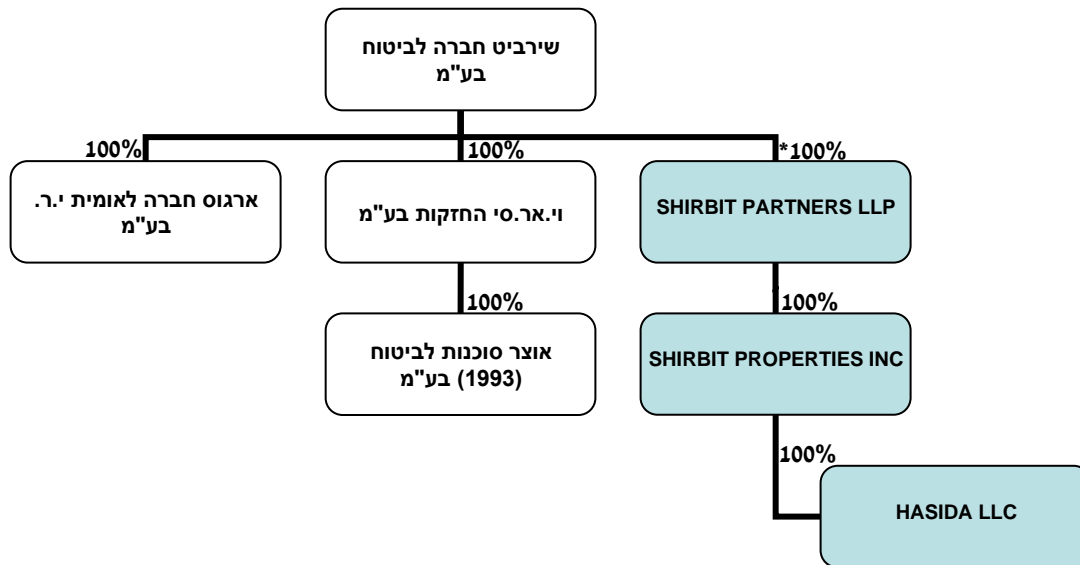 שירביט חברה לביטוח
בע"מ
100%
100%
*100%
ארגוס חברה לאומית י.ר.
בע"מ
וי.אר.סי החזקות בע"מ
SHIRBIT PARTNERS LLP
100%
100%
אוצר סוכנות לביטוח
(1993) בע"מ
SHIRBIT PROPERTIES INC
100%
HASIDA LLC